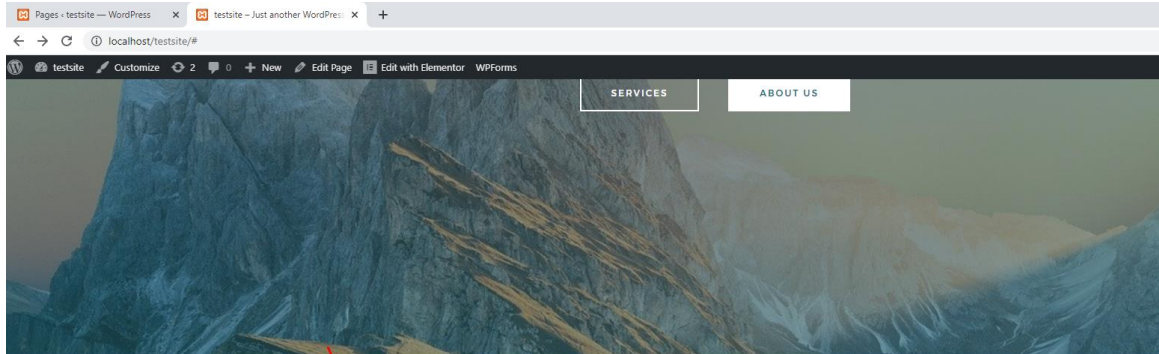 Pages ‹ testsite — WordPress
testsite – Just another WordPress
localhost/testsite/#
testsite Customize 2 0 New Edit Page Edit with Elementor WPForms
SERVICES ABOUT US